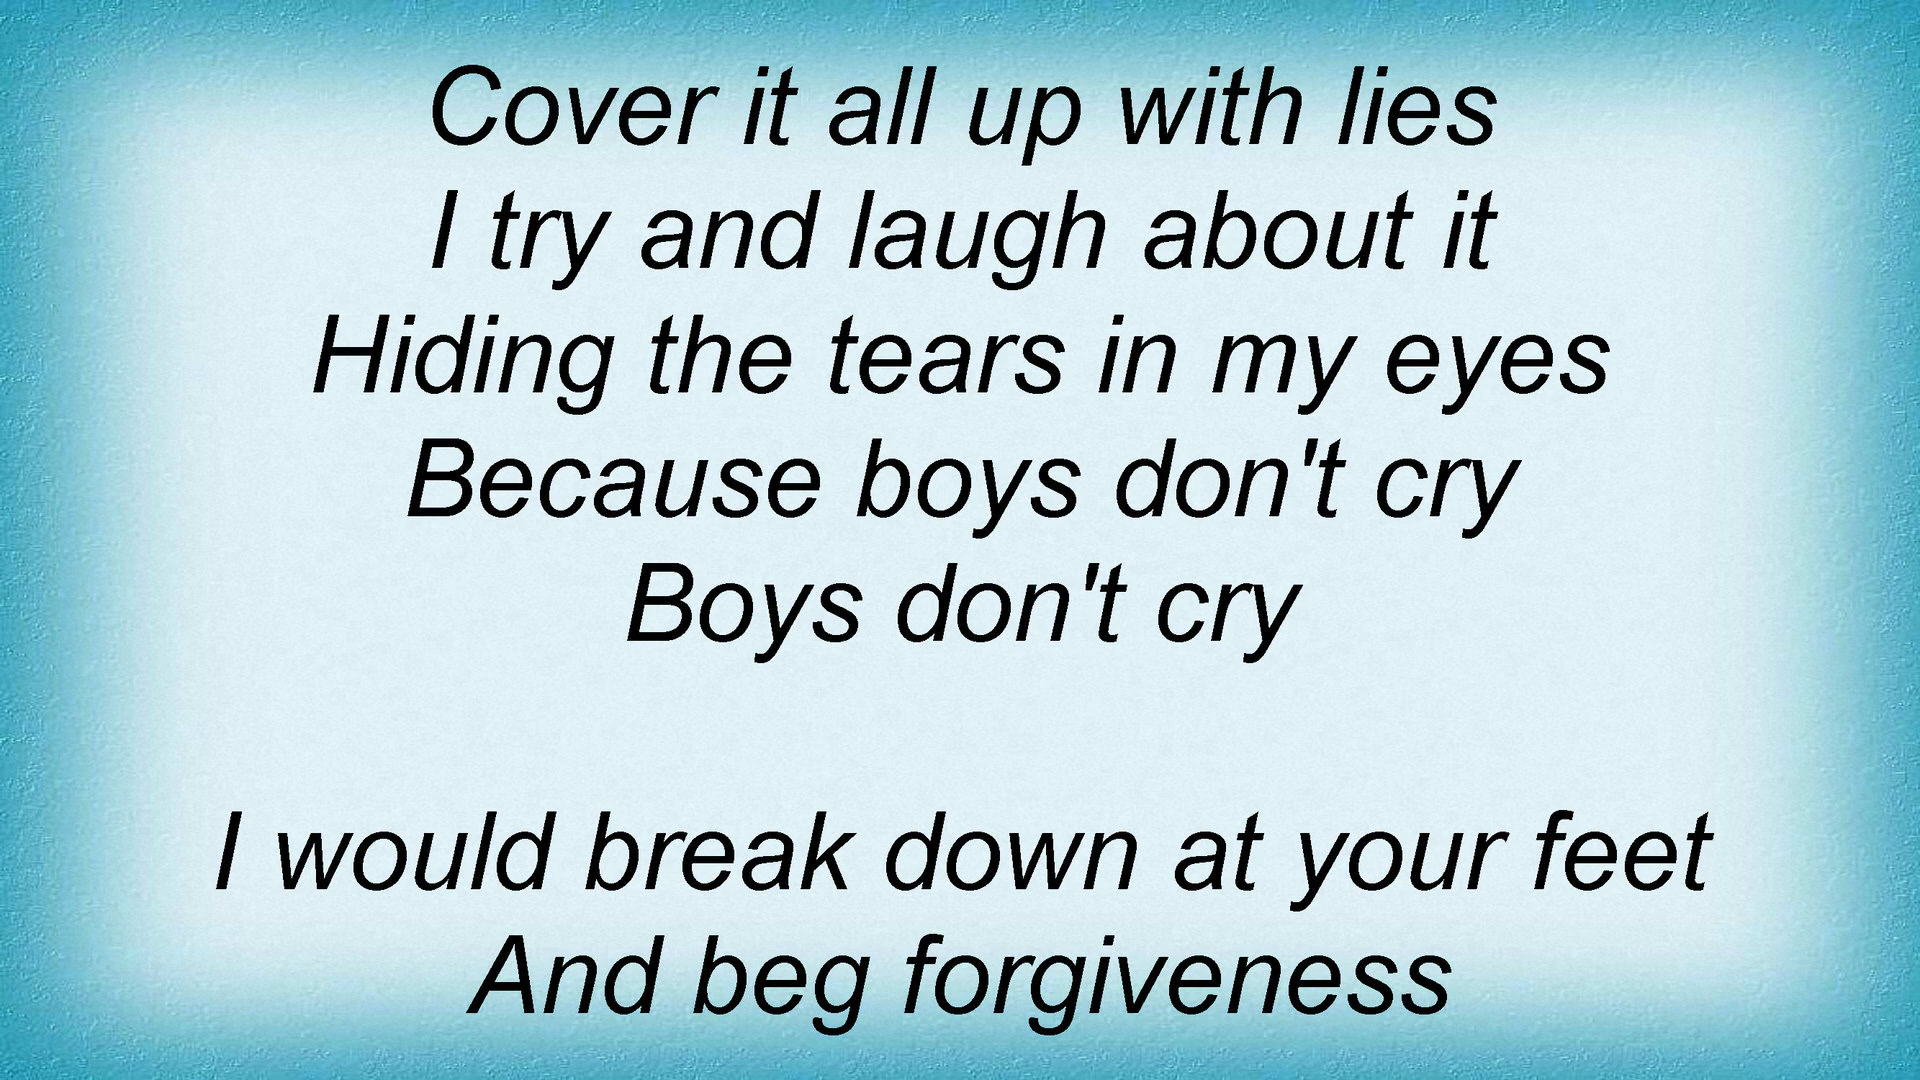 Cover it all up with lies
I try and laugh about it
Hiding the tears in my eyes
Because boys don't cry
Boys don't cry
I would break down at your feet
And beg forgiveness